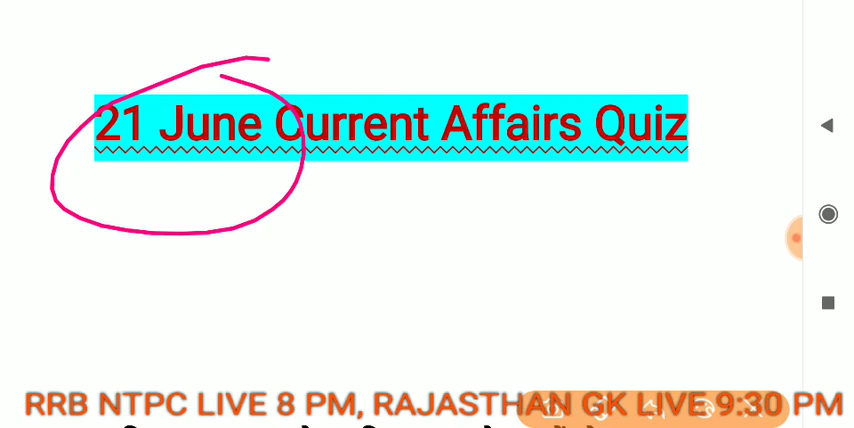 21 June Current Affairs Quiz
RRB NTPC LIVE 8 PM, RAJASTHAN GK LIVE 9:30 PM